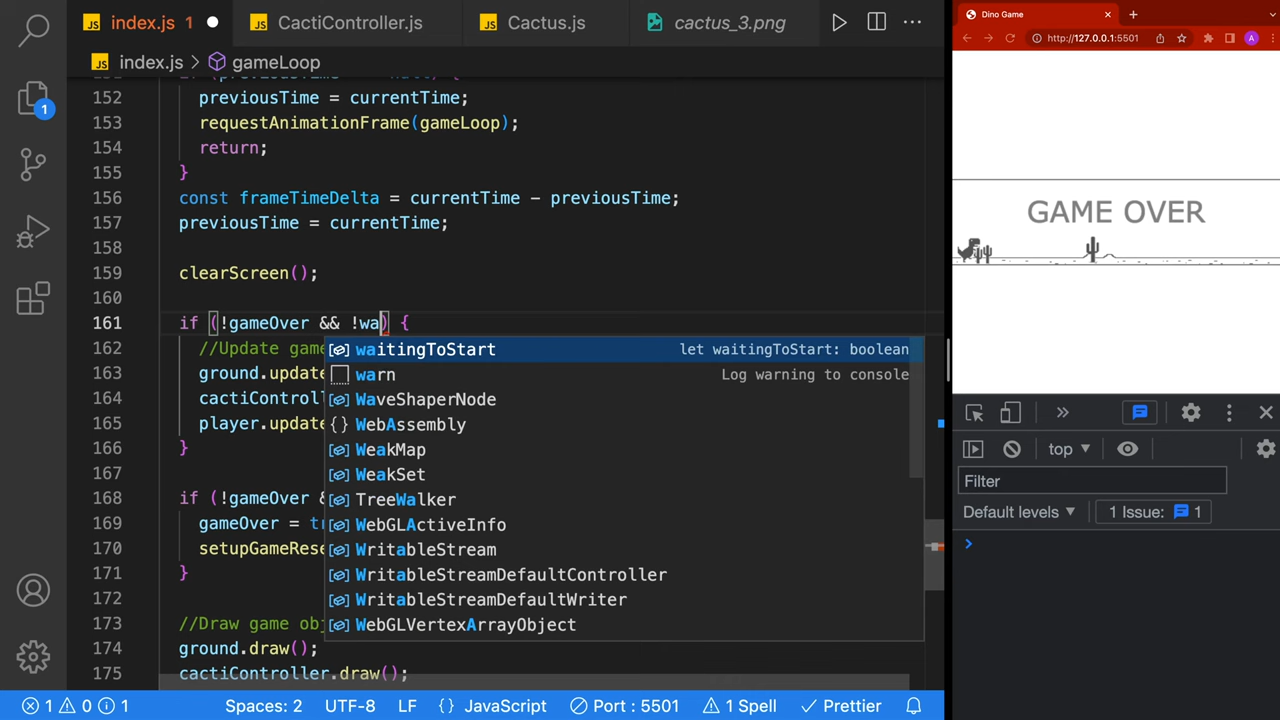 index.js 1
CactiController.js
Cactus.js
cactus_3.png
index.js > gameLoop
152 previousTime = currentTime;
153 requestAnimationFrame(gameLoop);
154 return;
155 }
156 const frameTimeDelta = currentTime - previousTime;
157 previousTime = currentTime;
158
159 clearScreen();
160
161 if (!gameOver && !wa) {
162 //Update game
163 ground.update
164 cactiControll
165 player.update
166 }
167
168 if (!gameOver &
169 gameOver = tr
170 setupGameRese
171 }
172
173 //Draw game obj
174 ground.draw();
175 cactiController.draw();
waitingToStart let waitingToStart: boolean
warn Log warning to console
WaveShaperNode
WebAssembly
WeakMap
WeakSet
TreeWalker
WebGLActiveInfo
WritableStream
WritableStreamDefaultController
WritableStreamDefaultWriter
WebGLVertexArrayObject
1
1 0 1
Spaces: 2
UTF-8
LF
{} JavaScript
Port : 5501
1 Spell
Prettier
Dino Game
http://127.0.0.1:5501
A
GAME OVER
top
Filter
Default levels
1 Issue: 1